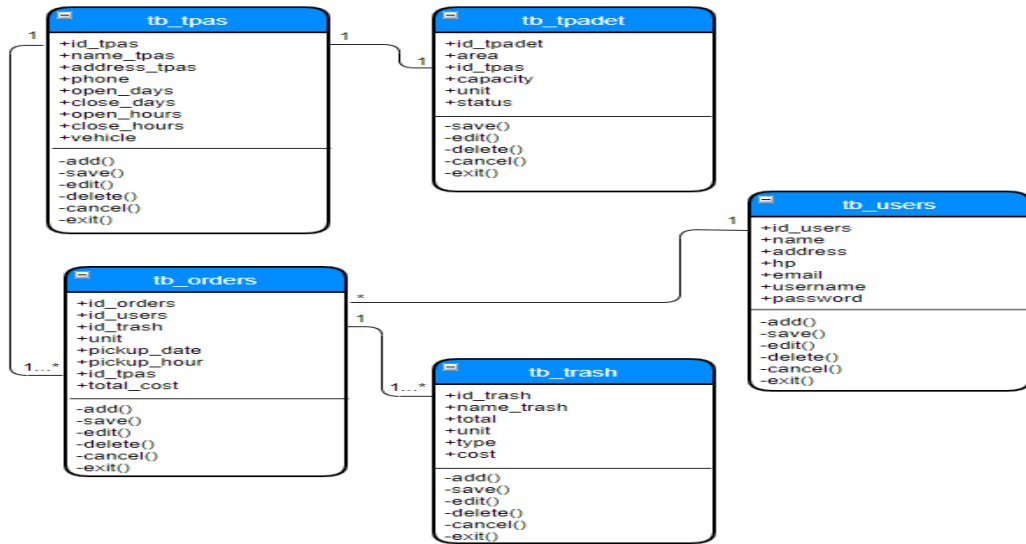 tb_tpas
+id_tpas
+name_tpas
+address_tpas
+phone
+open_days
+close_days
+open_hours
+close_hours
+vehicle
-add()
-save()
-edit()
-delete()
-cancel()
-exit()
1
1
1
tb_tpadet
+id_tpadet
+area
+id_tpas
+capacity
+unit
+status
-save()
-edit()
-delete()
-cancel()
-exit()
1
tb_users
+id_users
+name
+address
+hp
+email
+username
+password
-add()
-save()
-edit()
-delete()
-cancel()
-exit()
tb_orders
+id_orders
+id_users
+id_trash
+unit
+pickup_date
+pickup_hour
+id_tpas
+total_cost
-add()
-save()
-edit()
-delete()
-cancel()
-exit()
*
1
1...*
1...*
tb_trash
+id_trash
+name_trash
+total
+unit
+type
+cost
-add()
-save()
-edit()
-delete()
-cancel()
-exit()